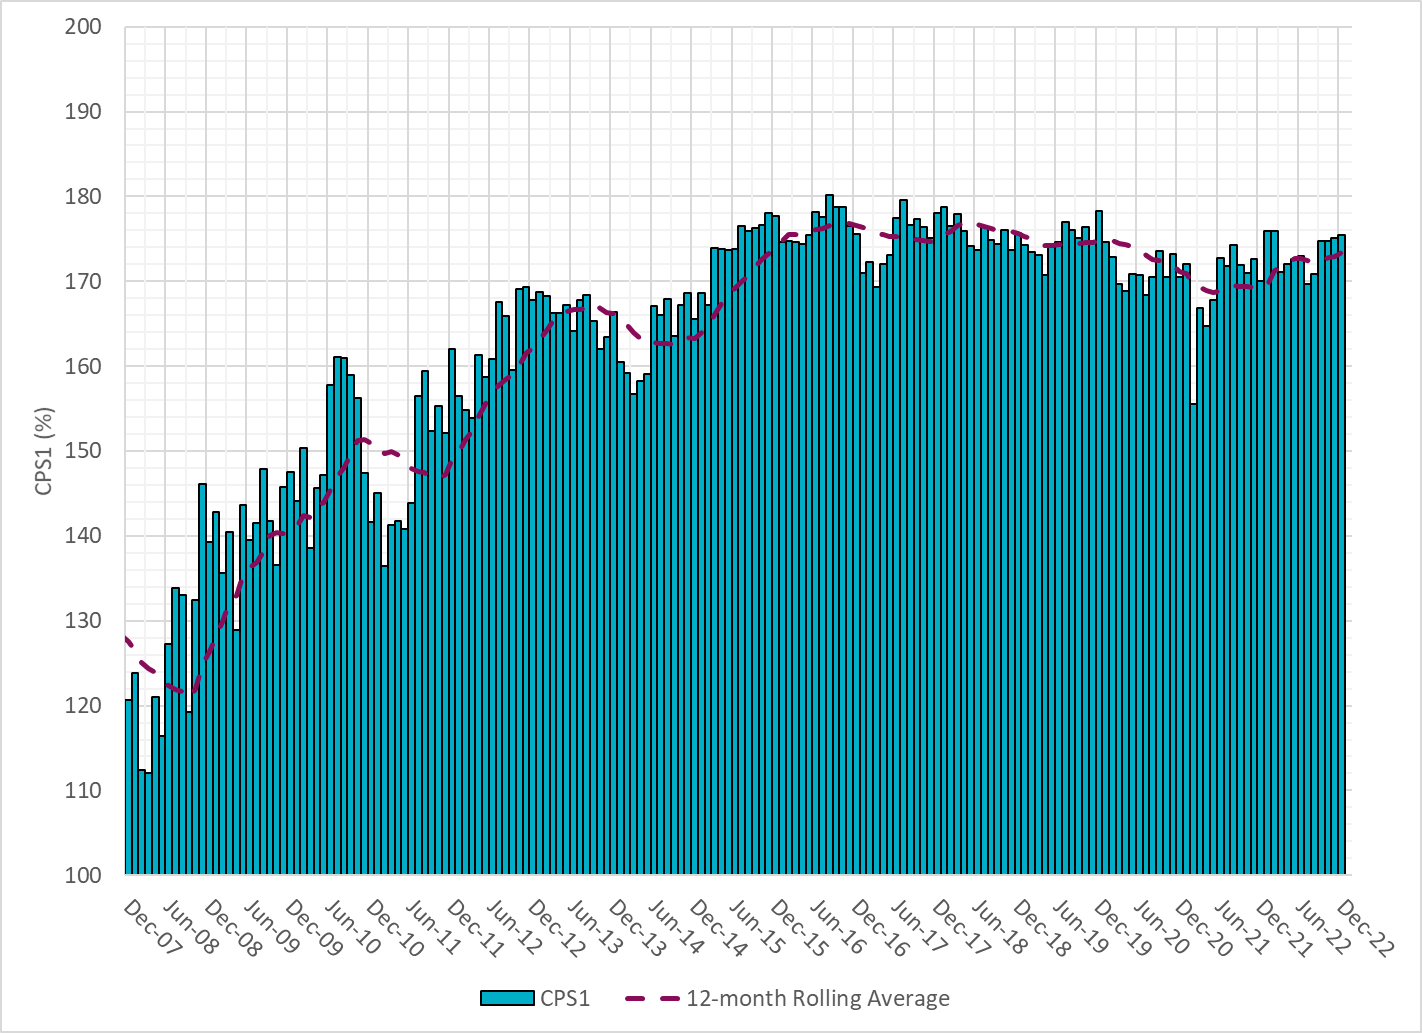 200
190
180
170
160
150
140
130
120
110
100
CPS1 (%)
Dec-07
Jun-08
Dec-08
Jun-09
Dec-09
Jun-10
Dec-10
Jun-11
Dec-11
Jun-12
Dec-12
Jun-13
Dec-13
Jun-14
Dec-14
Jun-15
Dec-15
Jun-16
Dec-16
Jun-17
Dec-17
Jun-18
Dec-18
Jun-19
Dec-19
Jun-20
Dec-20
Jun-21
Dec-21
Jun-22
Dec-22
CPS1
12-month Rolling Average